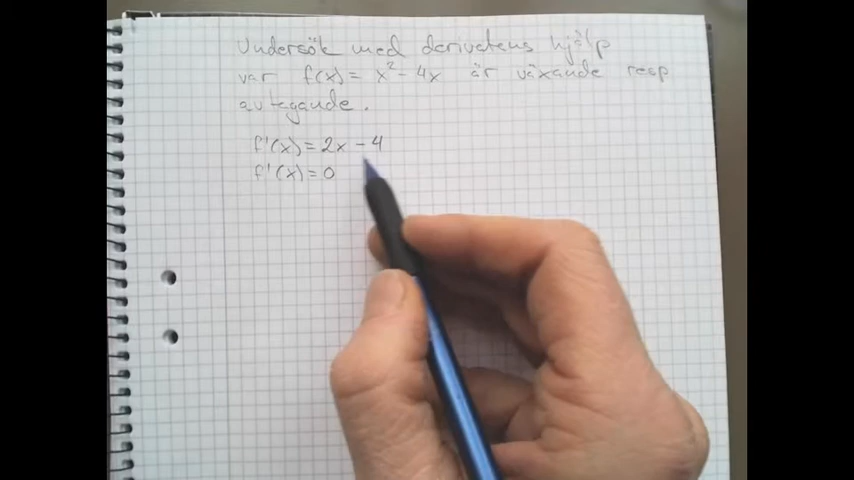 Undersök med derivatans hjälp
var f(x) = x² - 4x är växande resp
avtagande.
f'(x) = 2x - 4
f'(x) = 0